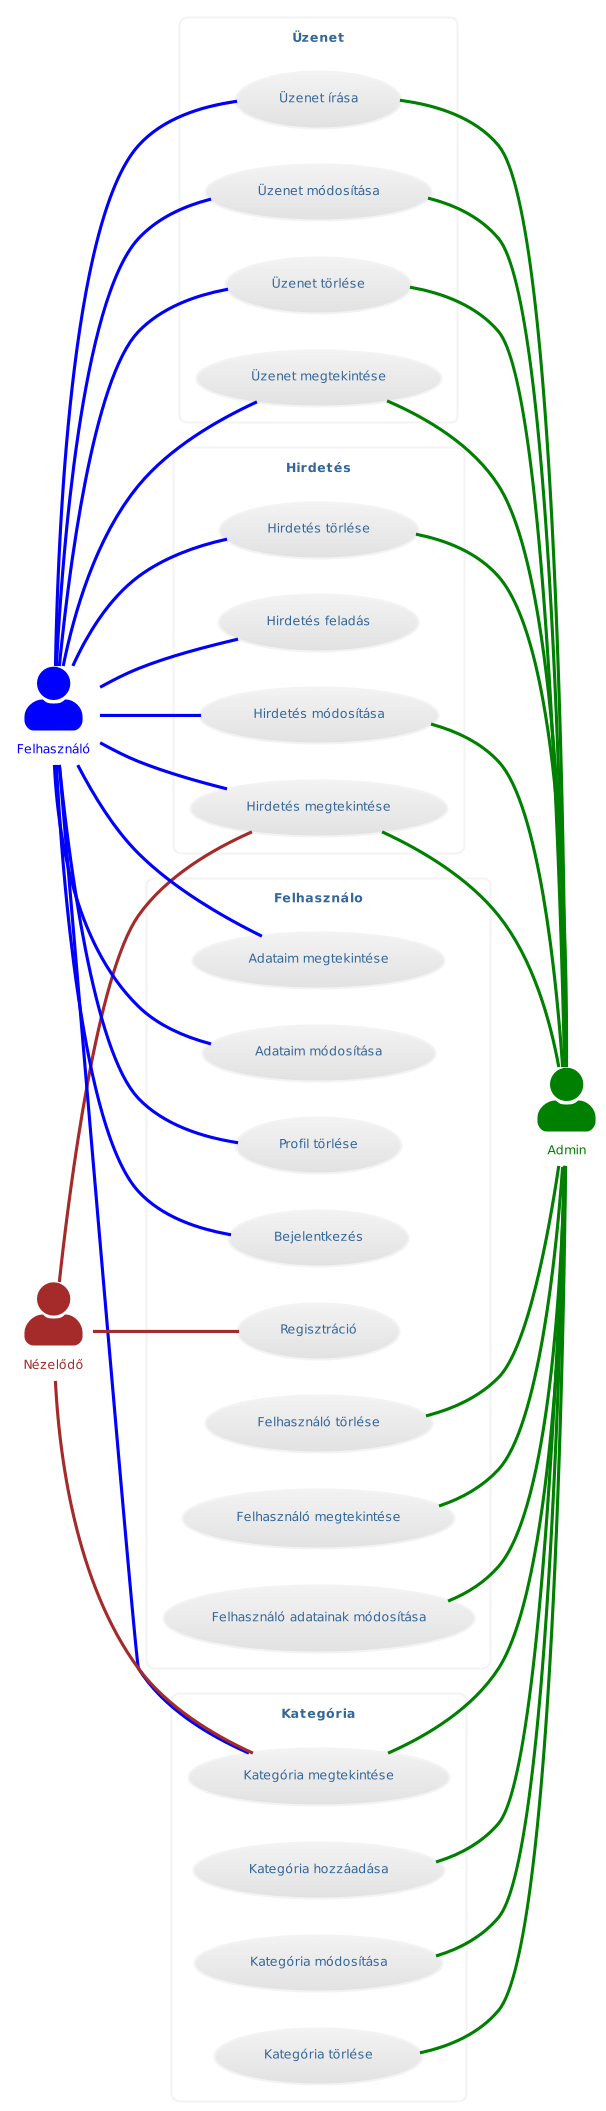 Üzenet
Üzenet írása
Üzenet módosítása
Üzenet törlése
Üzenet megtekintése
Hirdetés
Hirdetés törlése
Hirdetés feladás
Hirdetés módosítása
Hirdetés megtekintése
Felhasználó
Felhasználo
Adataim megtekintése
Adataim módosítása
Profil törlése
Bejelentkezés
Regisztráció
Felhasználó törlése
Felhasználó megtekintése
Felhasználó adatainak módosítása
Admin
Nézelődő
Kategória
Kategória megtekintése
Kategória hozzáadása
Kategória módosítása
Kategória törlése